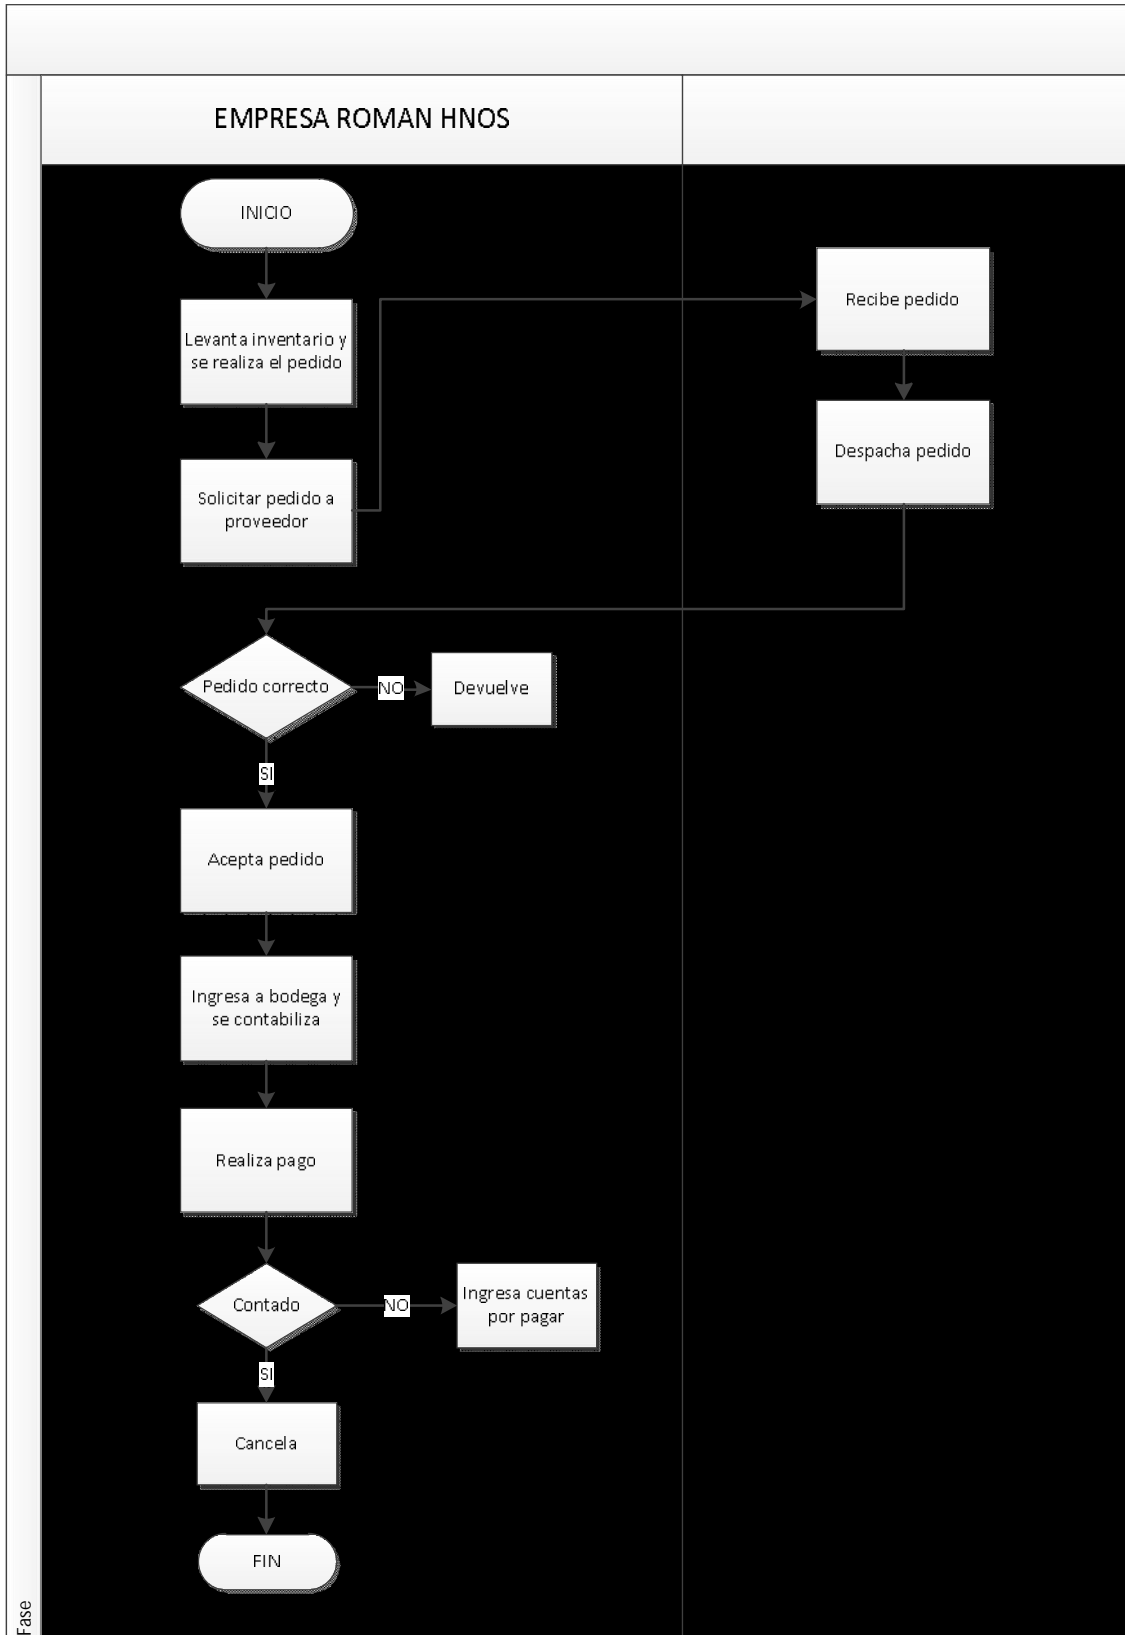 EMPRESA ROMAN HNOS
INICIO
Levanta inventario y
se realiza el pedido
Solicitar pedido a
proveedor
Recibe pedido
Despacha pedido
Pedido correcto
NO
Devuelve
SI
Acepta pedido
Ingresa a bodega y
se contabiliza
Realiza pago
Contado
NO
Ingresa cuentas
por pagar
SI
Cancela
FIN
Fase